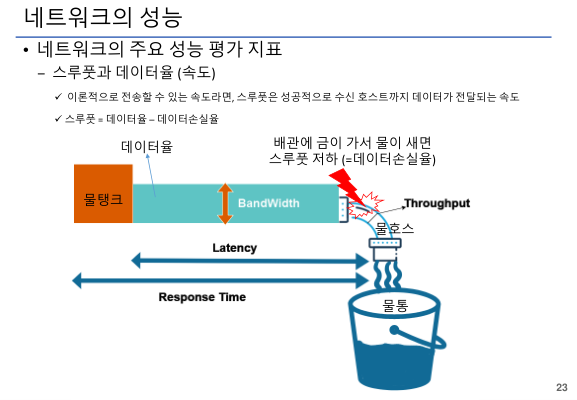 네트워크의 성능
• 네트워크의 주요 성능 평가 지표
– 스루풋과 데이터율 (속도)
✓ 이론적으로 전송할 수 있는 속도라면, 스루풋은 성공적으로 수신 호스트까지 데이터가 전달되는 속도
✓ 스루풋 = 데이터율 – 데이터손실율
데이터율
배관에 금이 가서 물이 새면
스루풋 저하 (=데이터손실율)
물탱크
BandWidth
Throughput
물호스
Latency
Response Time
물통
23